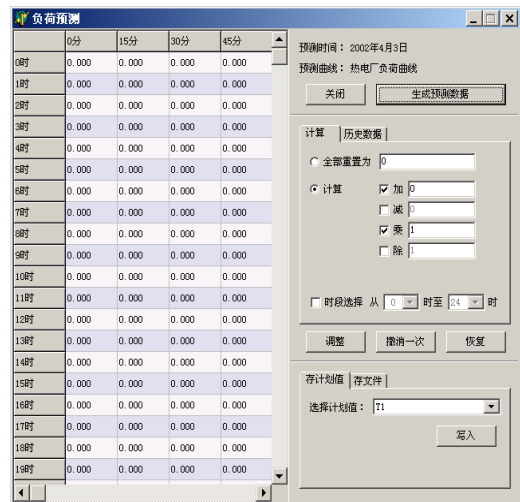 负荷预测
0分 15分 30分 45分
0时 0.000 0.000 0.000 0.000
1时 0.000 0.000 0.000 0.000
2时 0.000 0.000 0.000 0.000
3时 0.000 0.000 0.000 0.000
4时 0.000 0.000 0.000 0.000
5时 0.000 0.000 0.000 0.000
6时 0.000 0.000 0.000 0.000
7时 0.000 0.000 0.000 0.000
8时 0.000 0.000 0.000 0.000
9时 0.000 0.000 0.000 0.000
10时 0.000 0.000 0.000 0.000
11时 0.000 0.000 0.000 0.000
12时 0.000 0.000 0.000 0.000
13时 0.000 0.000 0.000 0.000
14时 0.000 0.000 0.000 0.000
15时 0.000 0.000 0.000 0.000
16时 0.000 0.000 0.000 0.000
17时 0.000 0.000 0.000 0.000
18时 0.000 0.000 0.000 0.000
19时 0.000 0.000 0.000 0.000
预测时间： 2002年4月3日
预测曲线： 热电厂负荷曲线
关闭 生成预测数据
计算 历史数据
全部重置为 0
计算 加 0
减 0
乘 1
除 1
时段选择 从 0 时至 24 时
调整 撤消一次 恢复
存计划值 存文件
选择计划值： T1
写入